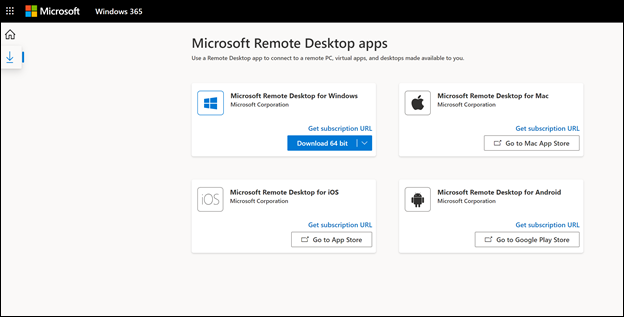 Microsoft Windows 365
Microsoft Remote Desktop apps
Use a Remote Desktop app to connect to a remote PC, virtual apps, and desktops made available to you.
Microsoft Remote Desktop for Windows
Microsoft Corporation
Get subscription URL
Download 64 bit
Microsoft Remote Desktop for Mac
Microsoft Corporation
Get subscription URL
Go to Mac App Store
iOS
Microsoft Remote Desktop for iOS
Microsoft Corporation
Get subscription URL
Go to App Store
Microsoft Remote Desktop for Android
Microsoft Corporation
Get subscription URL
Go to Google Play Store